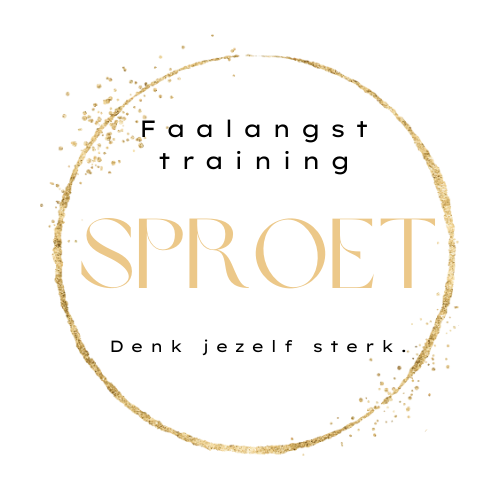 Faalangst
training
SPROET
Denk jezelf sterk.